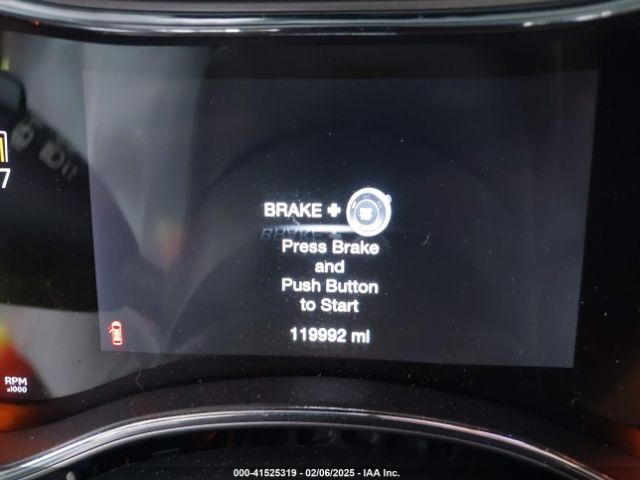 7
BRAKE +
Press Brake
and
Push Button
to Start
119992 mi
RPM
x1000
000-41525319 - 02/06/2025 - IAA Inc.